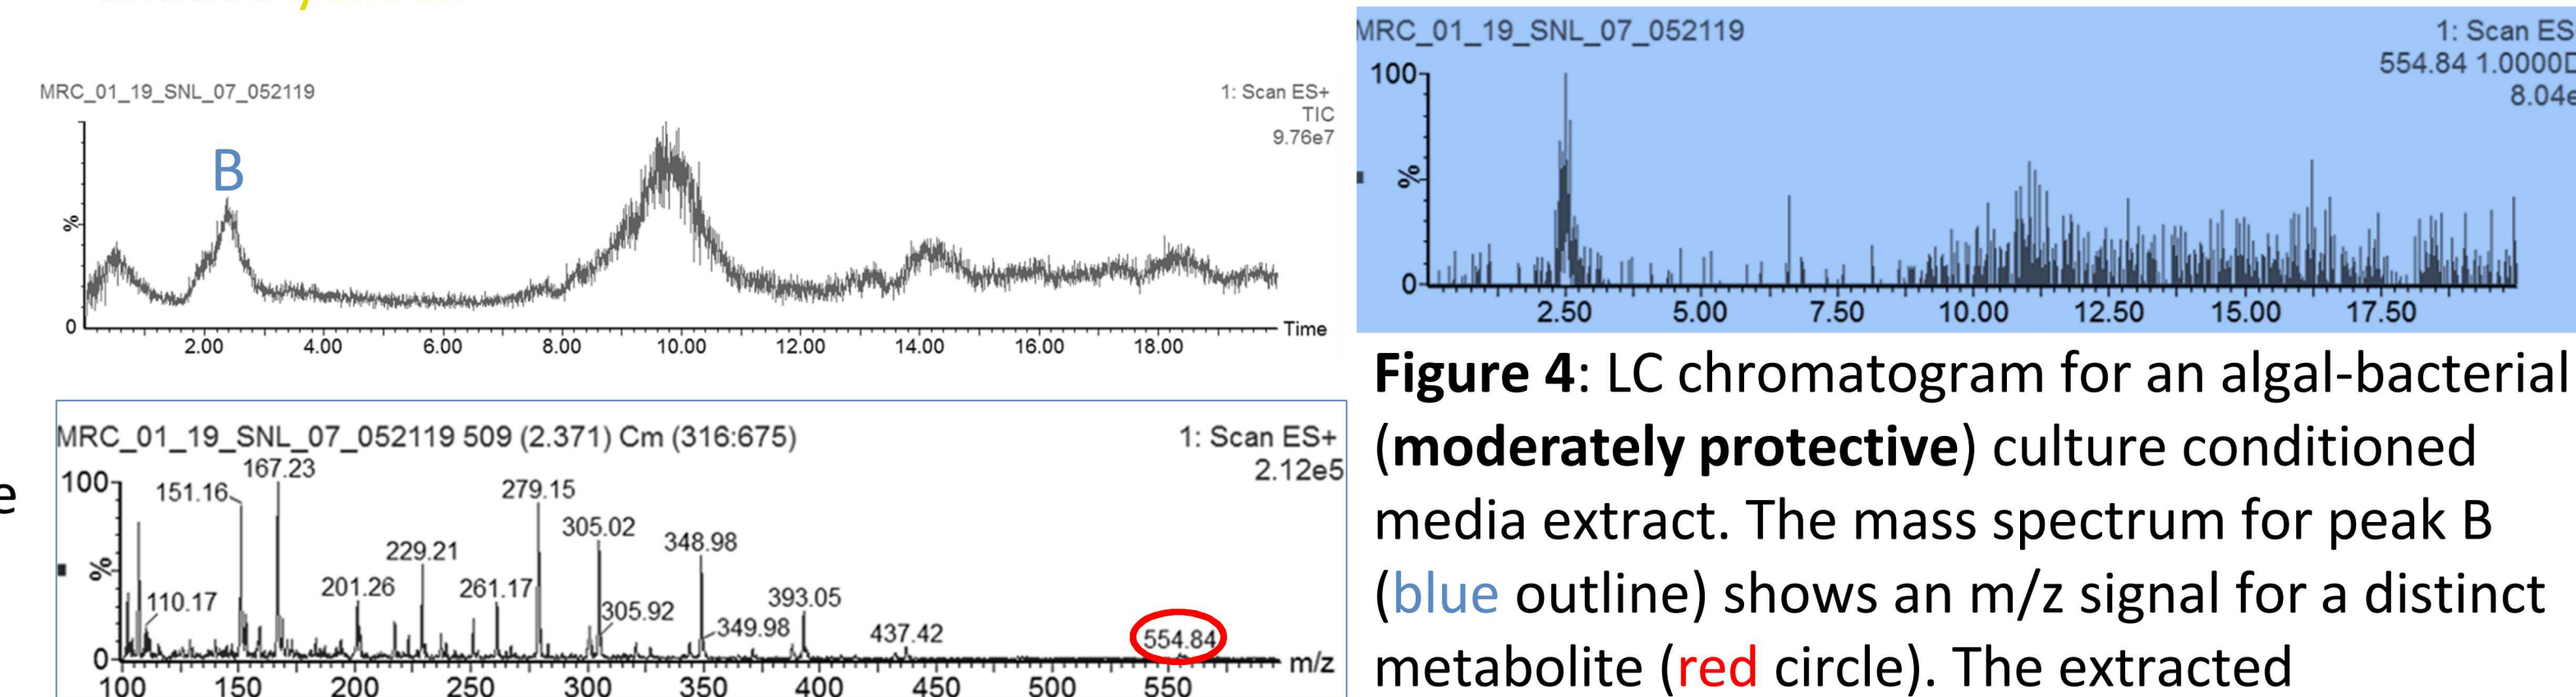 MRC_01_19_SNL_07_052119
1: Scan ES+
TIC
9.76e7
B
%
0
2.00 4.00 6.00 8.00 10.00 12.00 14.00 16.00 18.00
Time
MRC_01_19_SNL_07_052119 509 (2.371) Cm (316:675)
1: Scan ES+
2.12e5
100
%
0
110.17
151.16
167.23
201.26
229.21
261.17
279.15
305.02
305.92
348.98
349.98
393.05
437.42
554.84
m/z
100 150 200 250 300 350 400 450 500 550
MRC_01_19_SNL_07_052119
1: Scan ES
554.84 1.0000D
8.04e
100
%
0
2.50 5.00 7.50 10.00 12.50 15.00 17.50
Figure 4: LC chromatogram for an algal-bacterial
(moderately protective) culture conditioned
media extract. The mass spectrum for peak B
(blue outline) shows an m/z signal for a distinct
metabolite (red circle). The extracted